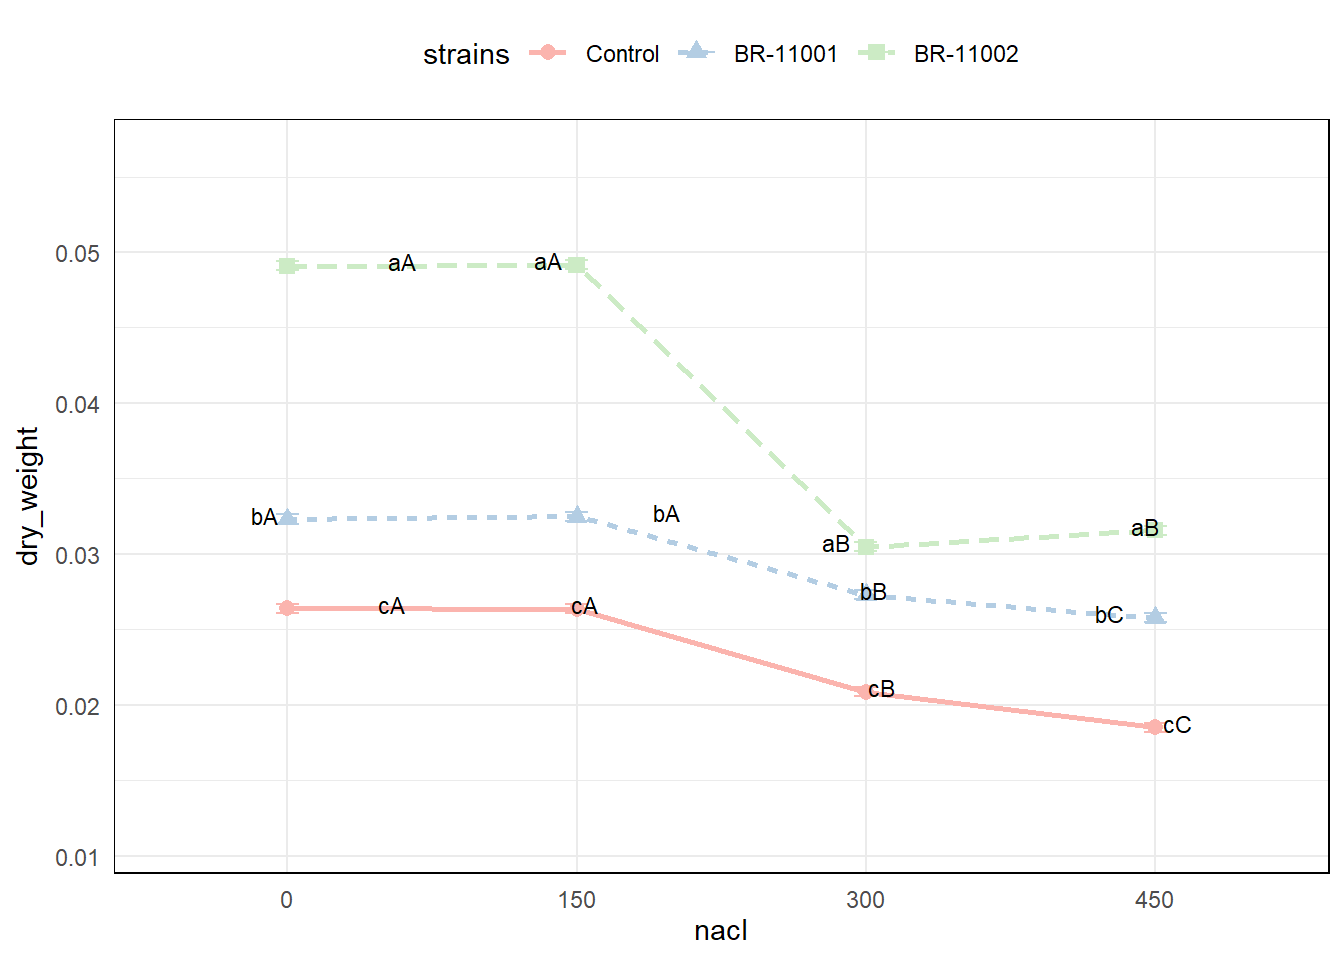 strains Control BR-11001 BR-11002
0.05
aA aA
0.04
dry_weight
0.03
bA bA
aB aB
bB bC
cA cA
0.02
cB cC
0.01
0 150 300 450
nacl